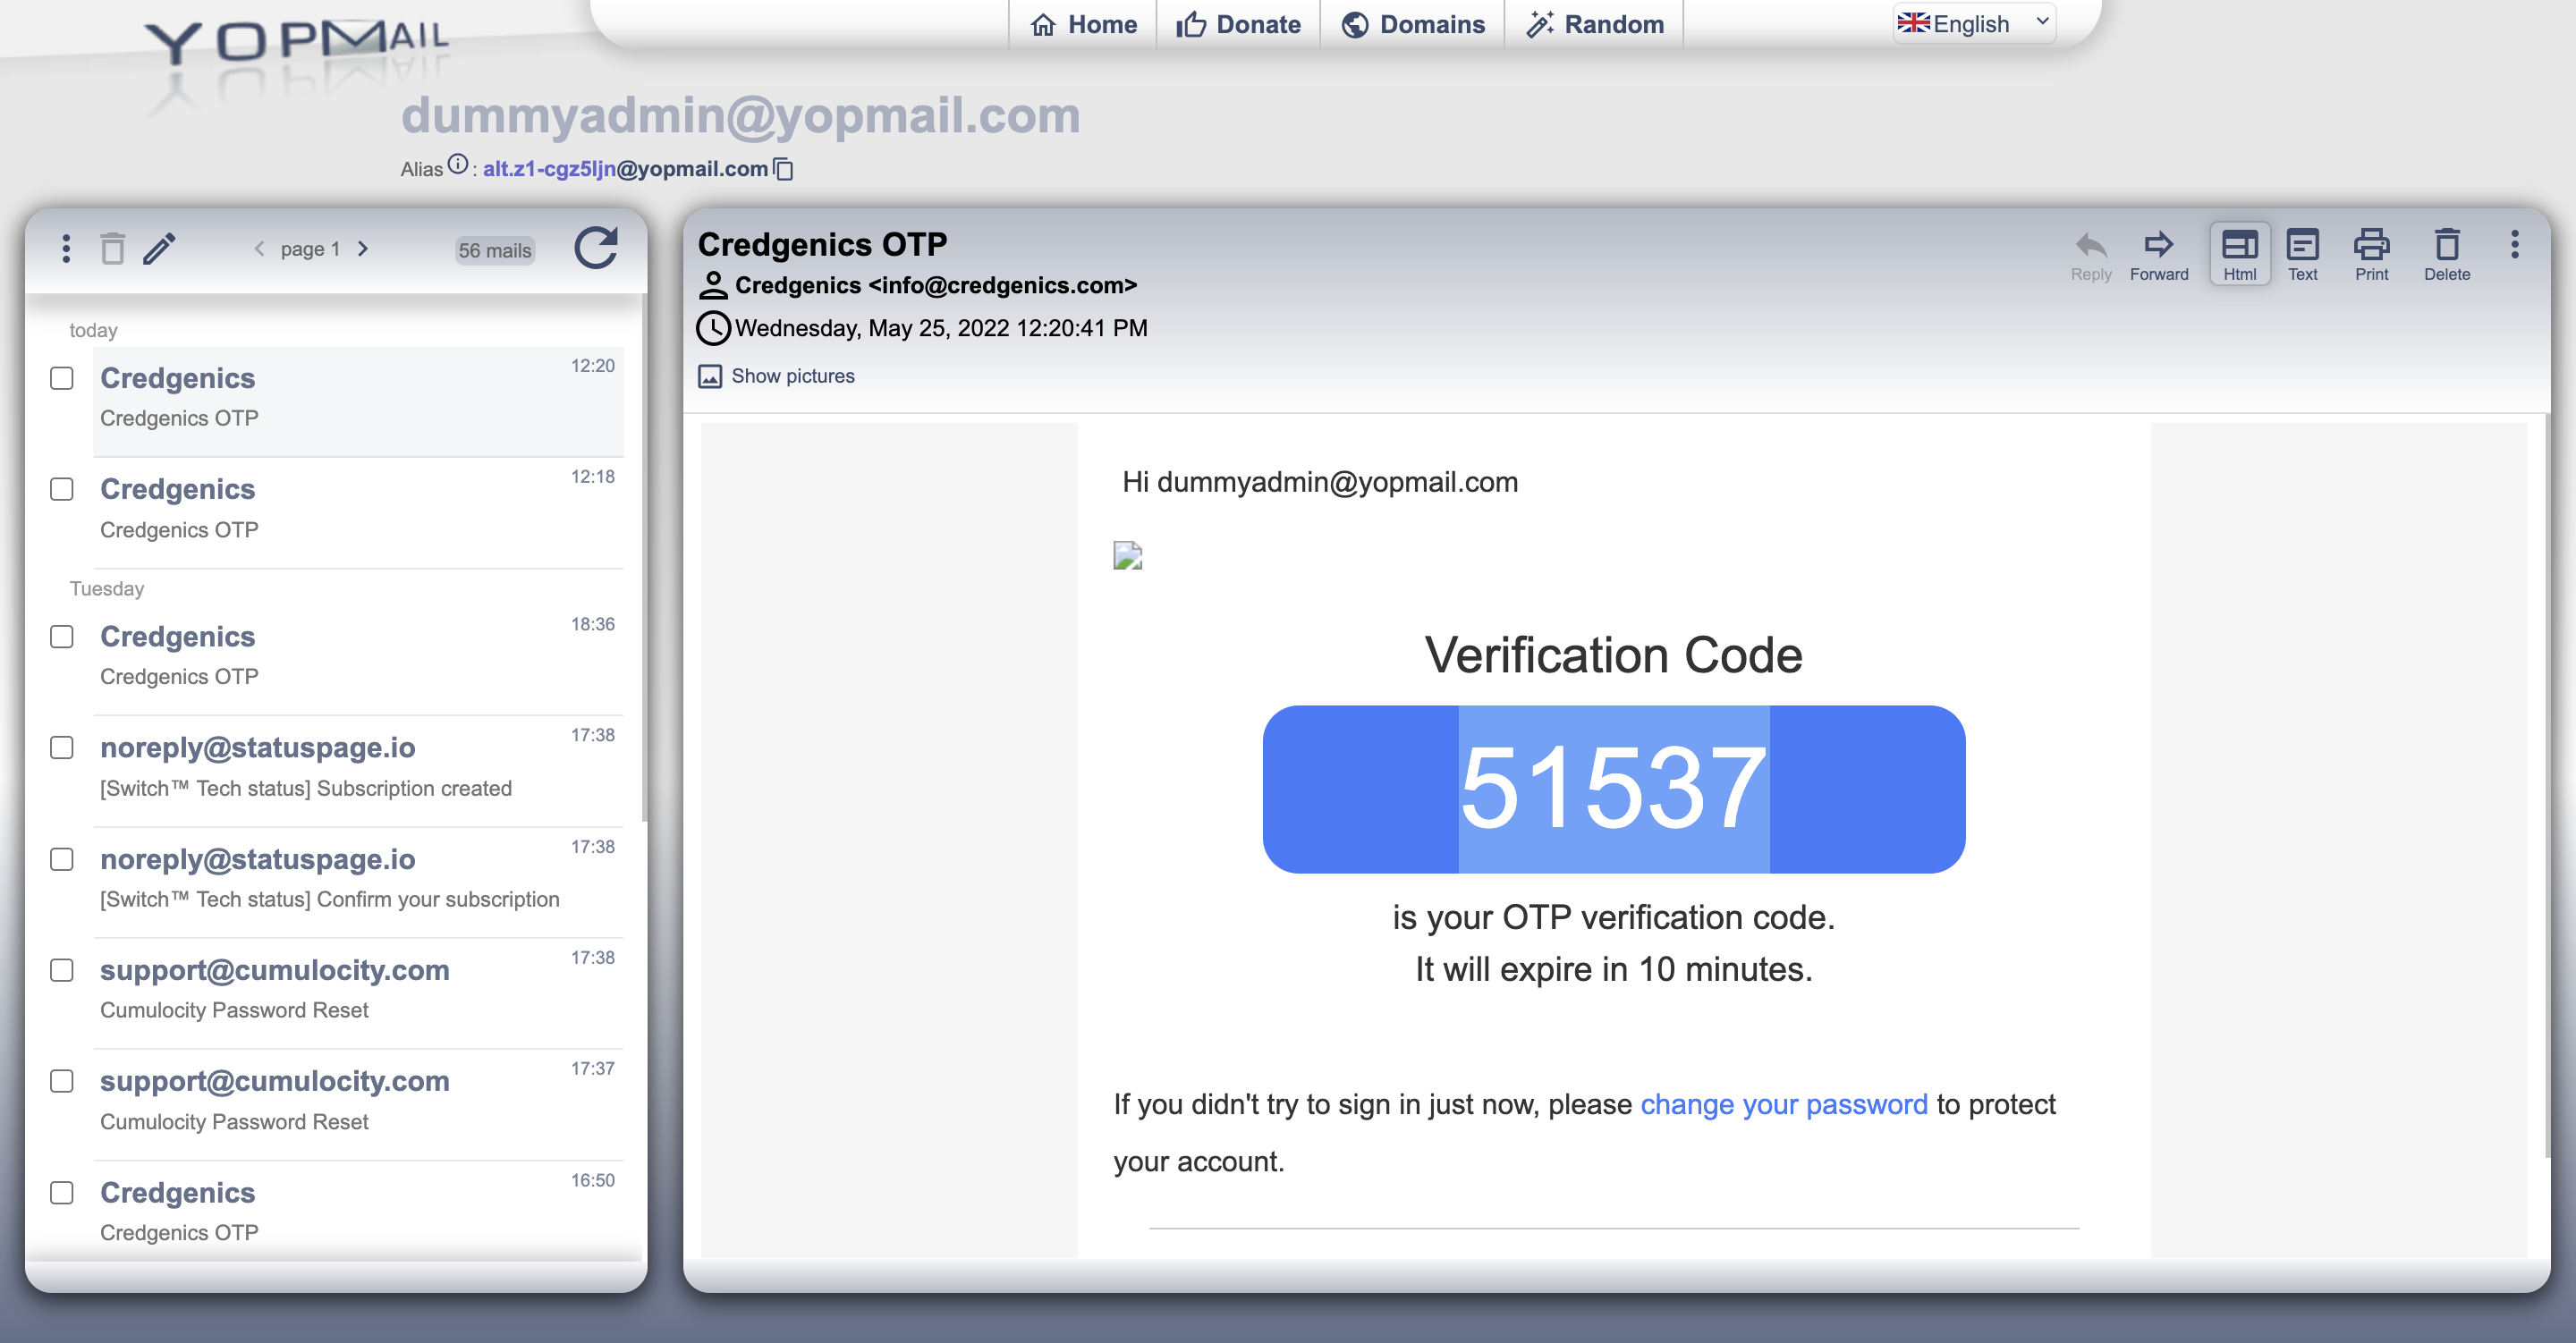 YOPMAIL
Home
Donate
Domains
Random
English
dummyadmin@yopmail.com
Alias : alt.z1-cgz5ljn@yopmail.com
page 1
56 mails
today
Credgenics
12:20
Credgenics OTP
Credgenics
12:18
Credgenics OTP
Tuesday
Credgenics
18:36
Credgenics OTP
noreply@statuspage.io
17:38
[Switch™ Tech status] Subscription created
noreply@statuspage.io
17:38
[Switch™ Tech status] Confirm your subscription
support@cumulocity.com
17:38
Cumulocity Password Reset
support@cumulocity.com
17:37
Cumulocity Password Reset
Credgenics
16:50
Credgenics OTP
Credgenics OTP
Credgenics <info@credgenics.com>
Wednesday, May 25, 2022 12:20:41 PM
Show pictures
Reply
Forward
Html
Text
Print
Delete
Hi dummyadmin@yopmail.com
Verification Code
51537
is your OTP verification code.
It will expire in 10 minutes.
If you didn't try to sign in just now, please change your password to protect
your account.